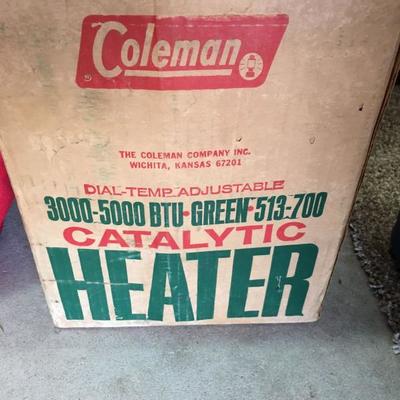 Coleman
THE COLEMAN COMPANY INC.
WICHITA, KANSAS 67201
DIAL-TEMP ADJUSTABLE
3000-5000 BTU•GREEN•513-700
CATALYTIC
HEATER